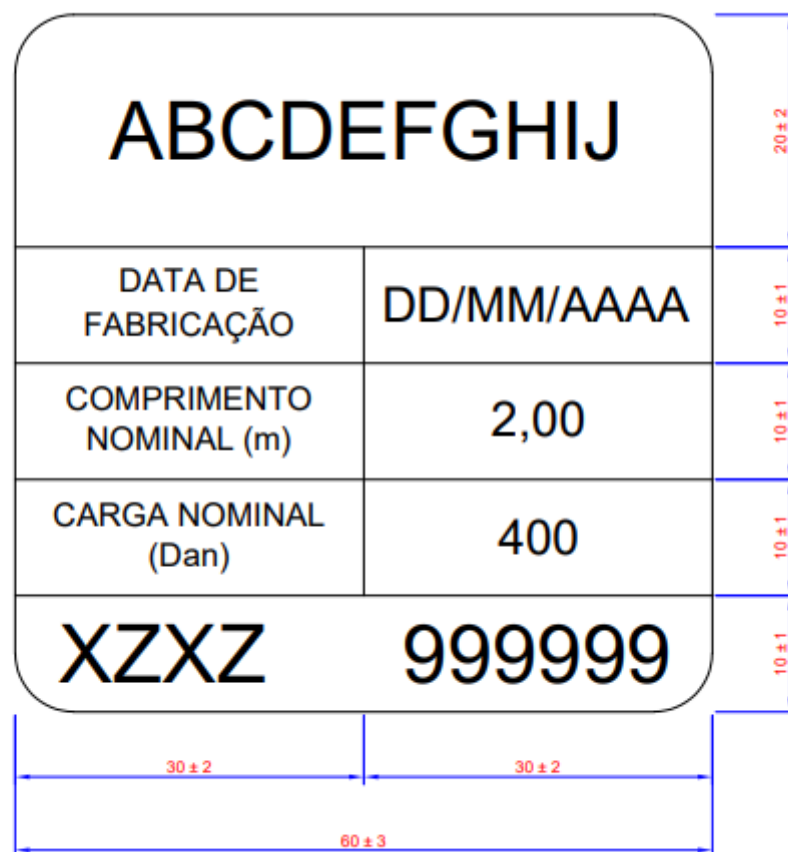 ABCDEFGHIJ
20 ± 2
DATA DE
FABRICAÇÃO
DD/MM/AAAA
10 ± 1
COMPRIMENTO
NOMINAL (m)
2,00
10 ± 1
CARGA NOMINAL
(Dan)
400
10 ± 1
XZXZ 999999
10 ± 1
30 ± 2
30 ± 2
60 ± 3